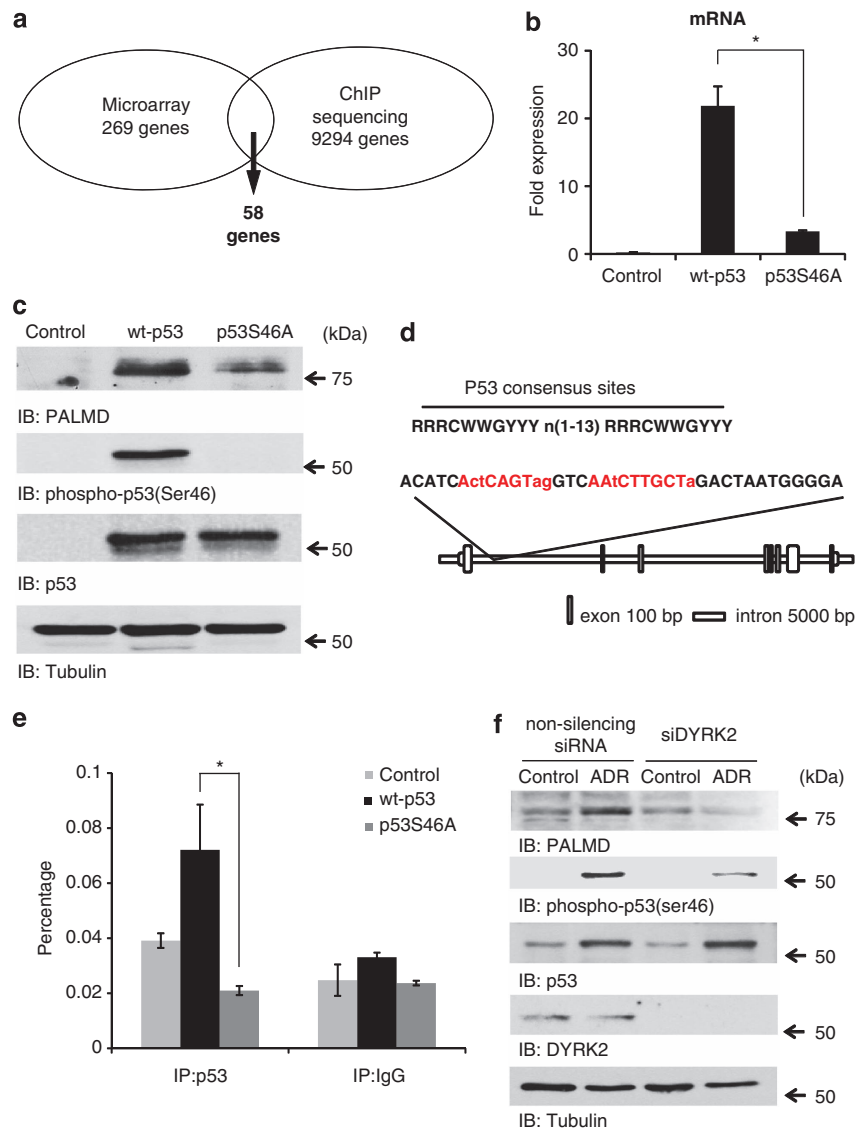 a
Microarray
269 genes
ChIP
sequencing
9294 genes
58
genes
b
mRNA
*
Fold expression
30
20
10
0
Control wt-p53 p53S46A
c
Control wt-p53 p53S46A (kDa)
75
IB: PALMD
50
IB: phospho-p53(Ser46)
50
IB: p53
50
IB: Tubulin
d
P53 consensus sites
RRRCWWGYYY n(1-13) RRRCWWGYYY
ACATCActCAGTagGTCAAtCTTGCTaGACTAATGGGGA
exon 100 bp intron 5000 bp
e
Percentage
0.1
0.08
0.06
0.04
0.02
0
*
Control
wt-p53
p53S46A
IP:p53 IP:IgG
f
non-silencing
siRNA
siDYRK2
Control ADR Control ADR (kDa)
75
IB: PALMD
50
IB: phospho-p53(ser46)
50
IB: p53
50
IB: DYRK2
50
IB: Tubulin